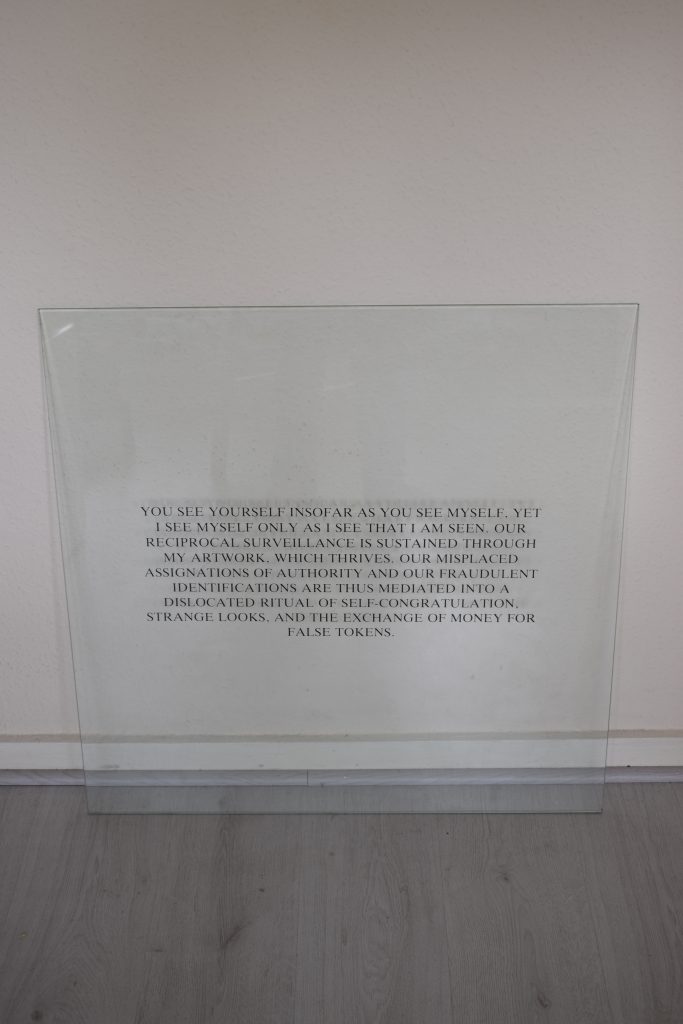 YOU SEE YOURSELF INSOFAR AS YOU SEE MYSELF, YET
I SEE MYSELF ONLY AS I SEE THAT I AM SEEN. OUR
RECIPROCAL SURVEILLANCE IS SUSTAINED THROUGH
MY ARTWORK, WHICH THRIVES. OUR MISPLACED
ASSIGNATIONS OF AUTHORITY AND OUR FRAUDULENT
IDENTIFICATIONS ARE THUS MEDIATED INTO A
DISLOCATED RITUAL OF SELF-CONGRATULATION,
STRANGE LOOKS, AND THE EXCHANGE OF MONEY FOR
FALSE TOKENS.